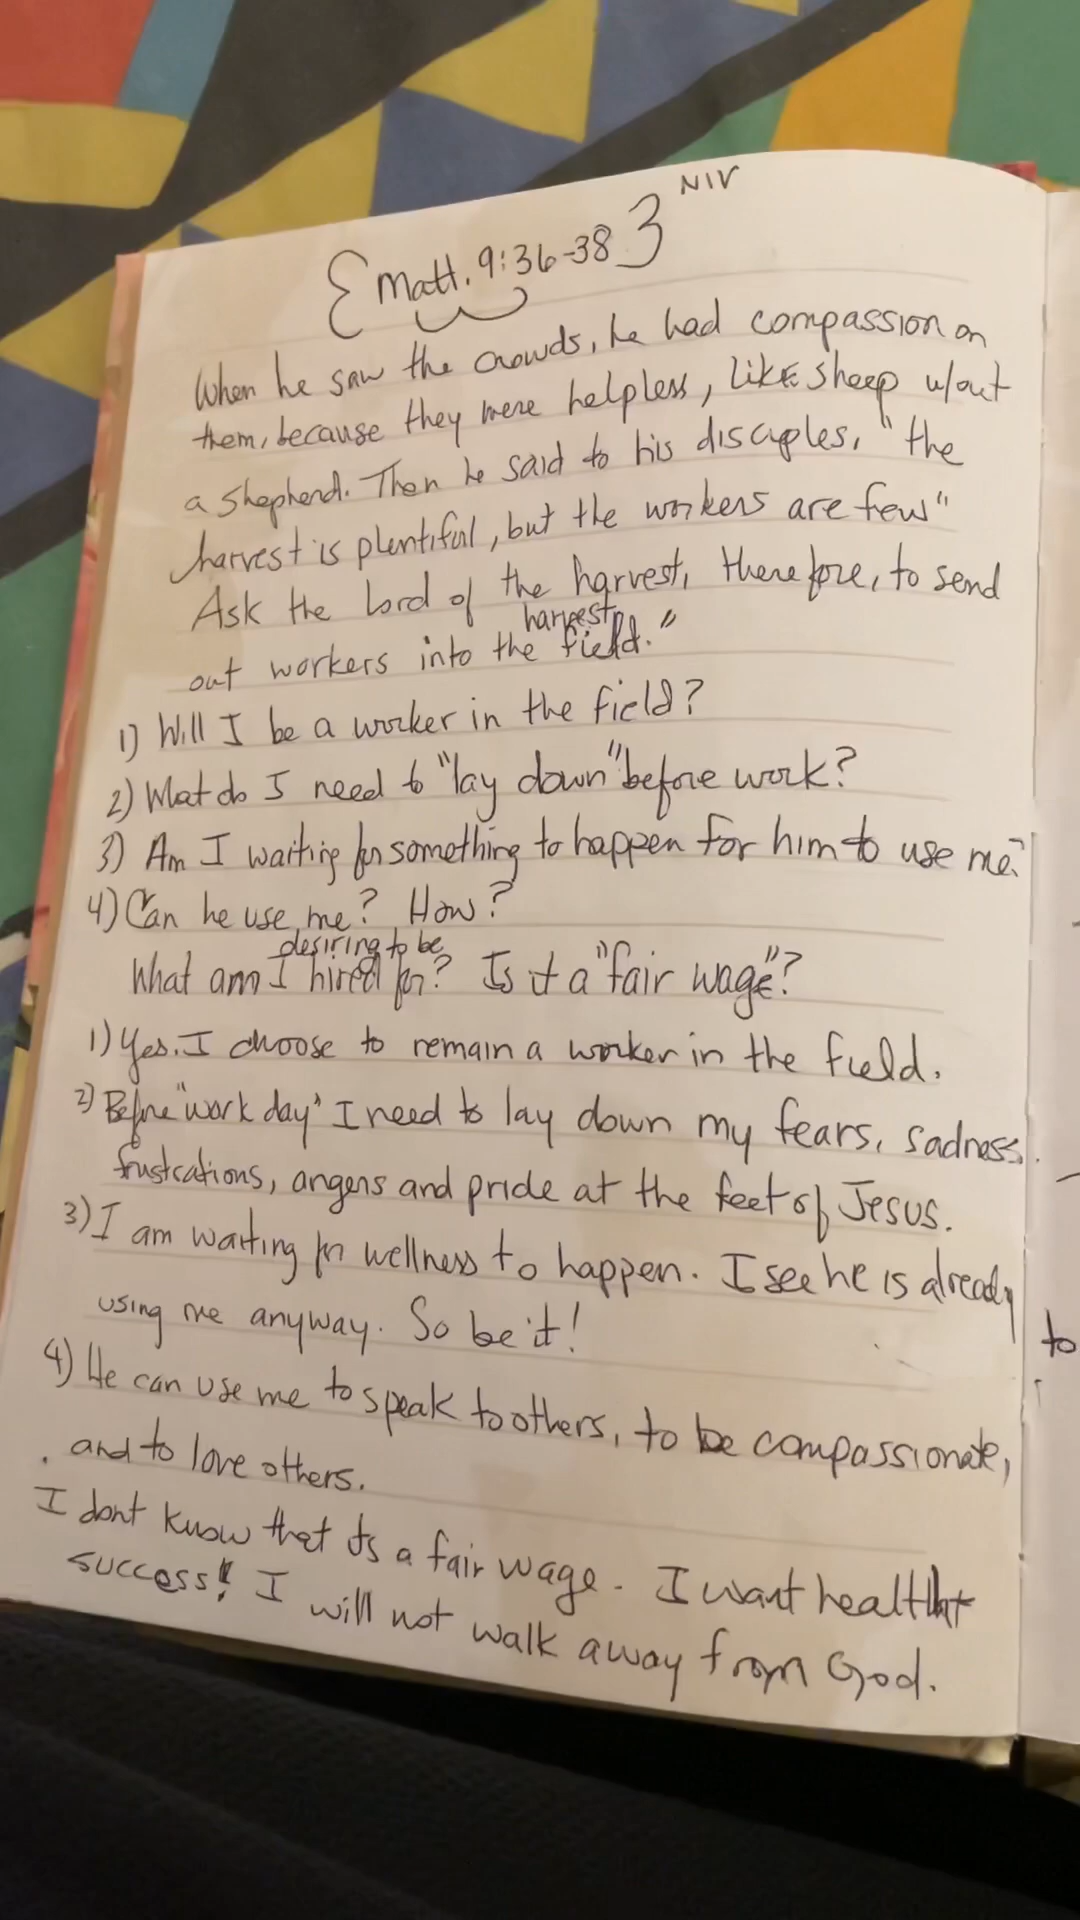 {Matt. 9:36-38} NIV
When he saw the crowds, he had compassion on
them, because they were helpless, like sheep w/out
a shepherd. Then he said to his disciples, "the
harvest is plentiful, but the workers are few"
Ask the Lord of the harvest, therefore, to send
harvest
out workers into the field."
1) Will I be a worker in the field?
2) What do I need to "lay down" before work?
3) Am I waiting for something to happen for him to use me?
4) Can he use me? How?
desiring to be
What am I hired for? Is it a "fair wage"?
1) Yes. I choose to remain a worker in the field.
2) Before "work day" I need to lay down my fears, sadness,
frustrations, angers and pride at the feet of Jesus.
3) I am waiting for wellness to happen. I see he is already
using me anyway. So be it!
4) He can use me to speak to others, to be compassionate,
and to love others.
I dont know that its a fair wage. I want health
success! I will not walk away from God.
to